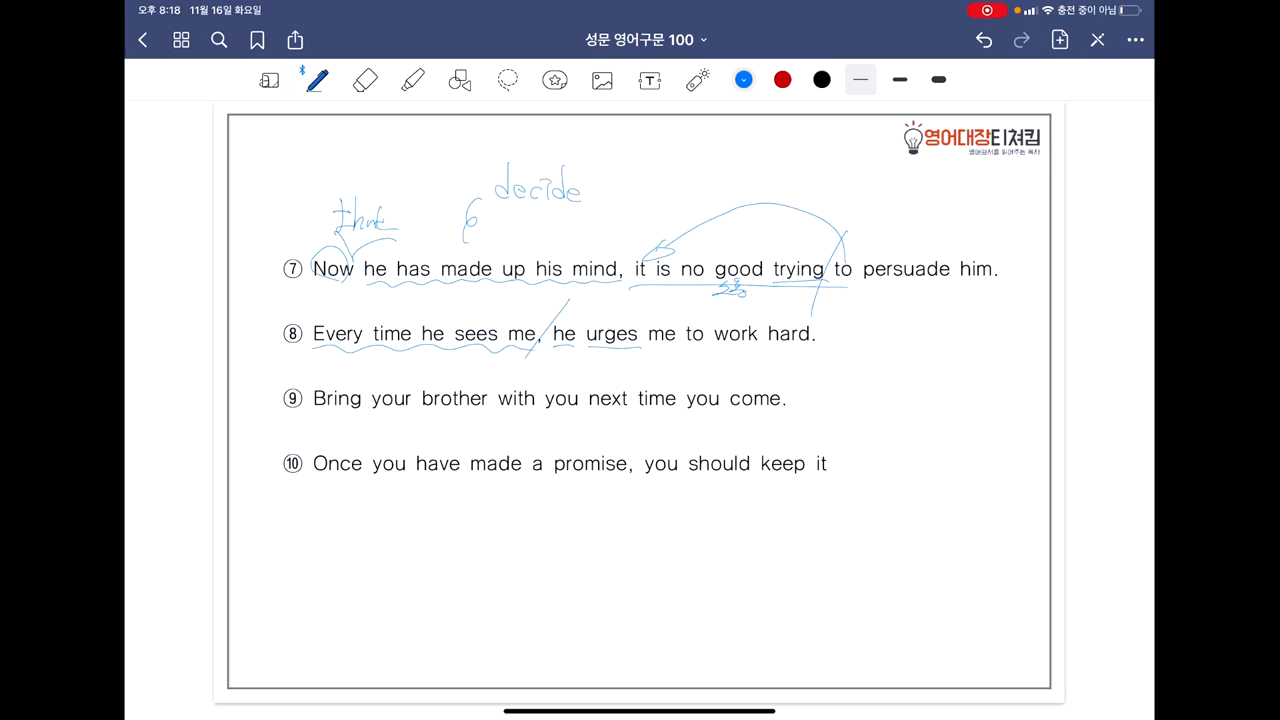 오후 8:18 11월 16일 화요일
충전 중이 아님
성문 영어구문 100
영어대장티쳐킴
decide
⑦ Now he has made up his mind, it is no good trying to persuade him.
⑧ Every time he sees me, he urges me to work hard.
⑨ Bring your brother with you next time you come.
⑩ Once you have made a promise, you should keep it